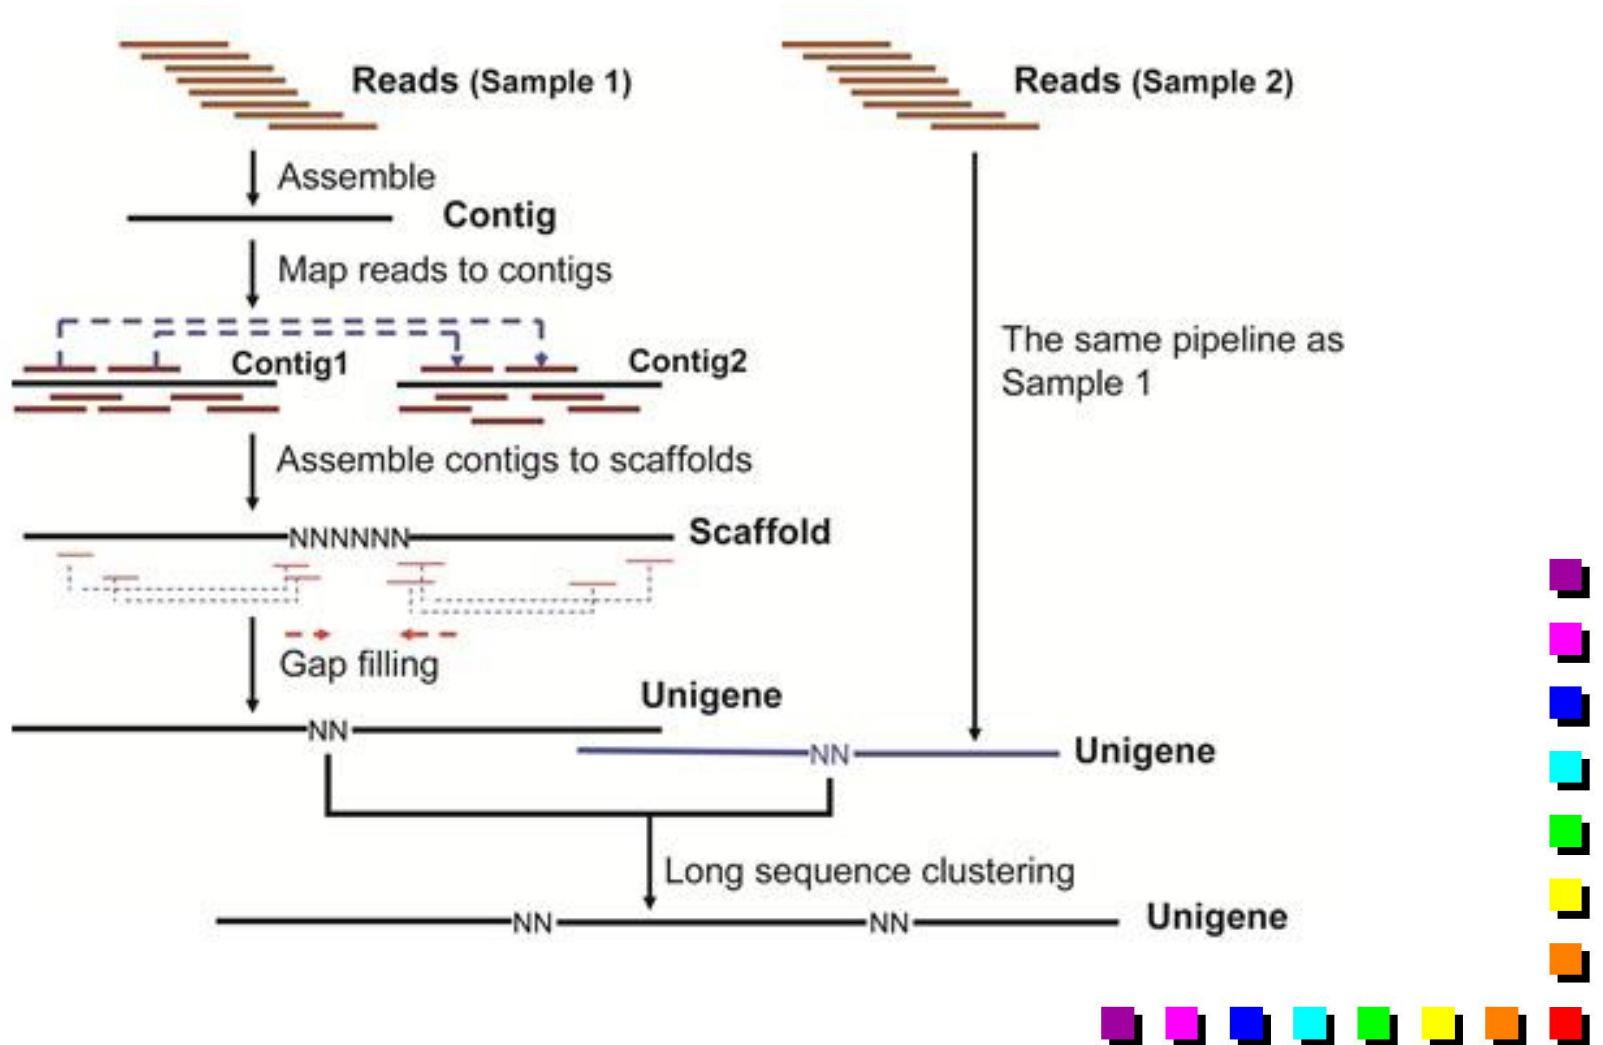 Reads (Sample 1)
Reads (Sample 2)
Assemble
Contig
Map reads to contigs
Contig1
Contig2
The same pipeline as
Sample 1
Assemble contigs to scaffolds
NNNNNN
Scaffold
Gap filling
Unigene
NN
NN
Unigene
Long sequence clustering
NN
NN
Unigene